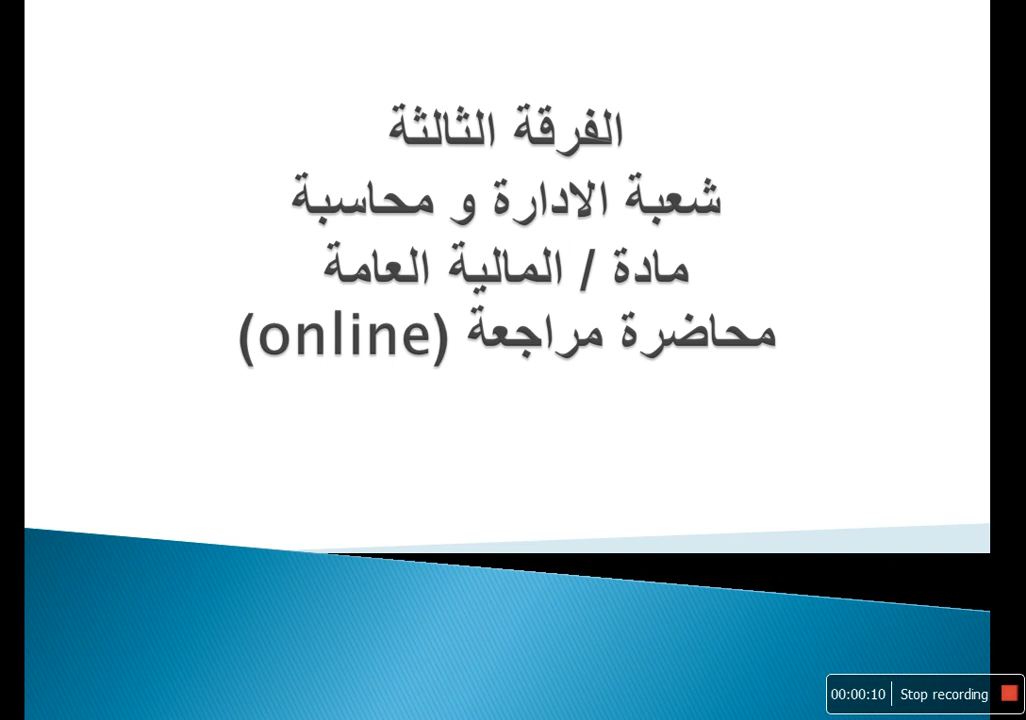 الفرقة الثالثة
شعبة الادارة و محاسبة
مادة / المالية العامة
محاضرة مراجعة (online)
00:00:10 Stop recording